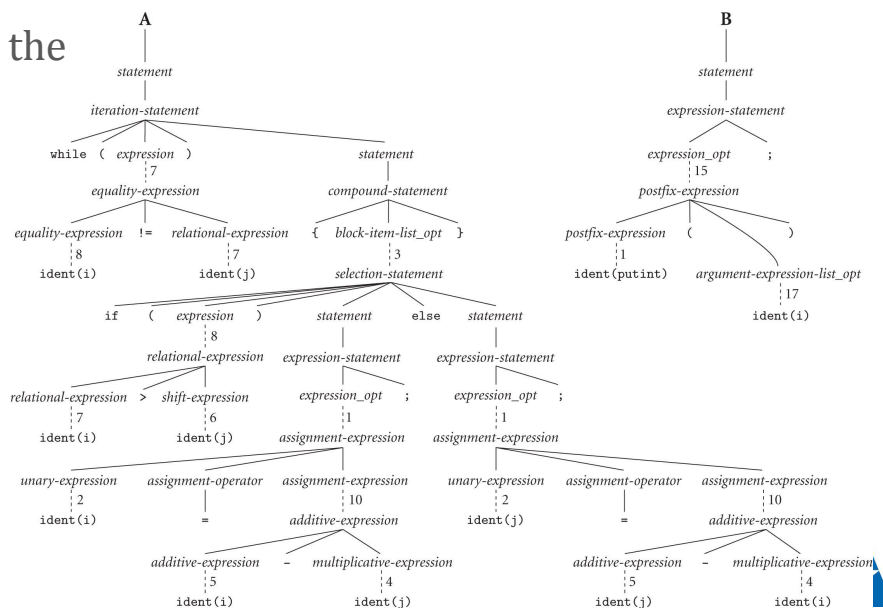 A B
the
statement statement
iteration-statement expression-statement
while ( expression ) statement expression_opt ;
7 15
equality-expression compound-statement postfix-expression
equality-expression != relational-expression { block-item-list_opt } postfix-expression ( )
8 7 3 1
ident(i) ident(j) selection-statement ident(putint) argument-expression-list_opt
17
if ( expression ) statement else statement ident(i)
8
relational-expression expression-statement expression-statement
relational-expression > shift-expression expression_opt ; expression_opt ;
7 6 1 1
ident(i) ident(j) assignment-expression assignment-expression
unary-expression assignment-operator assignment-expression unary-expression assignment-operator assignment-expression
2 10 2 10
ident(i) = additive-expression ident(j) = additive-expression
additive-expression - multiplicative-expression additive-expression - multiplicative-expression
5 4 5 4
ident(i) ident(j) ident(j) ident(i)